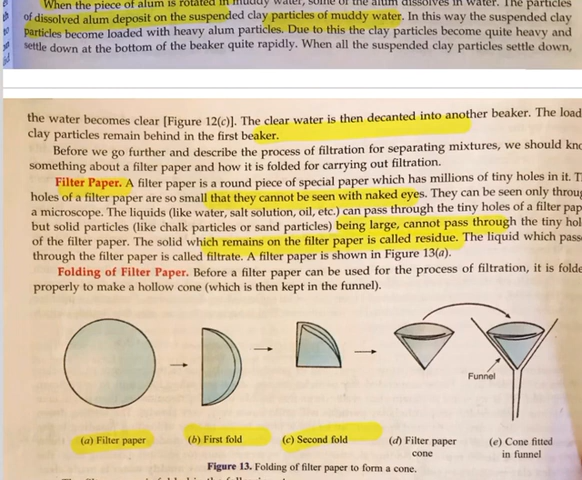 When the piece of alum is rotated in muddy water, some of the alum dissolves in water. The particles
of dissolved alum deposit on the suspended clay particles of muddy water. In this way the suspended clay
particles become loaded with heavy alum particles. Due to this the clay particles become quite heavy and
settle down at the bottom of the beaker quite rapidly. When all the suspended clay particles settle down,
the water becomes clear [Figure 12(c)]. The clear water is then decanted into another beaker. The load
clay particles remain behind in the first beaker.
Before we go further and describe the process of filtration for separating mixtures, we should kno
something about a filter paper and how it is folded for carrying out filtration.
Filter Paper. A filter paper is a round piece of special paper which has millions of tiny holes in it. T
holes of a filter paper are so small that they cannot be seen with naked eyes. They can be seen only throug
a microscope. The liquids (like water, salt solution, oil, etc.) can pass through the tiny holes of a filter pap
but solid particles (like chalk particles or sand particles) being large, cannot pass through the tiny hol
of the filter paper. The solid which remains on the filter paper is called residue. The liquid which pass
through the filter paper is called filtrate. A filter paper is shown in Figure 13(a).
Folding of Filter Paper. Before a filter paper can be used for the process of filtration, it is folde
properly to make a hollow cone (which is then kept in the funnel).
Funnel
(a) Filter paper
(b) First fold
(c) Second fold
(d) Filter paper
cone
(e) Cone fitted
in funnel
Figure 13. Folding of filter paper to form a cone.